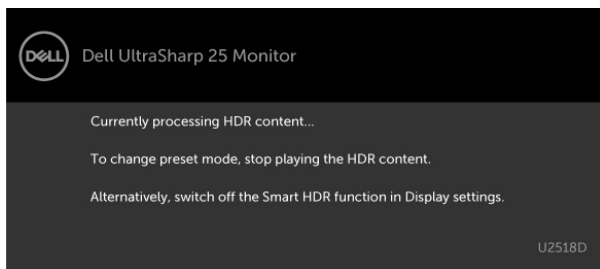 DELL
Dell UltraSharp 25 Monitor
Currently processing HDR content...
To change preset mode, stop playing the HDR content.
Alternatively, switch off the Smart HDR function in Display settings.
U2518D